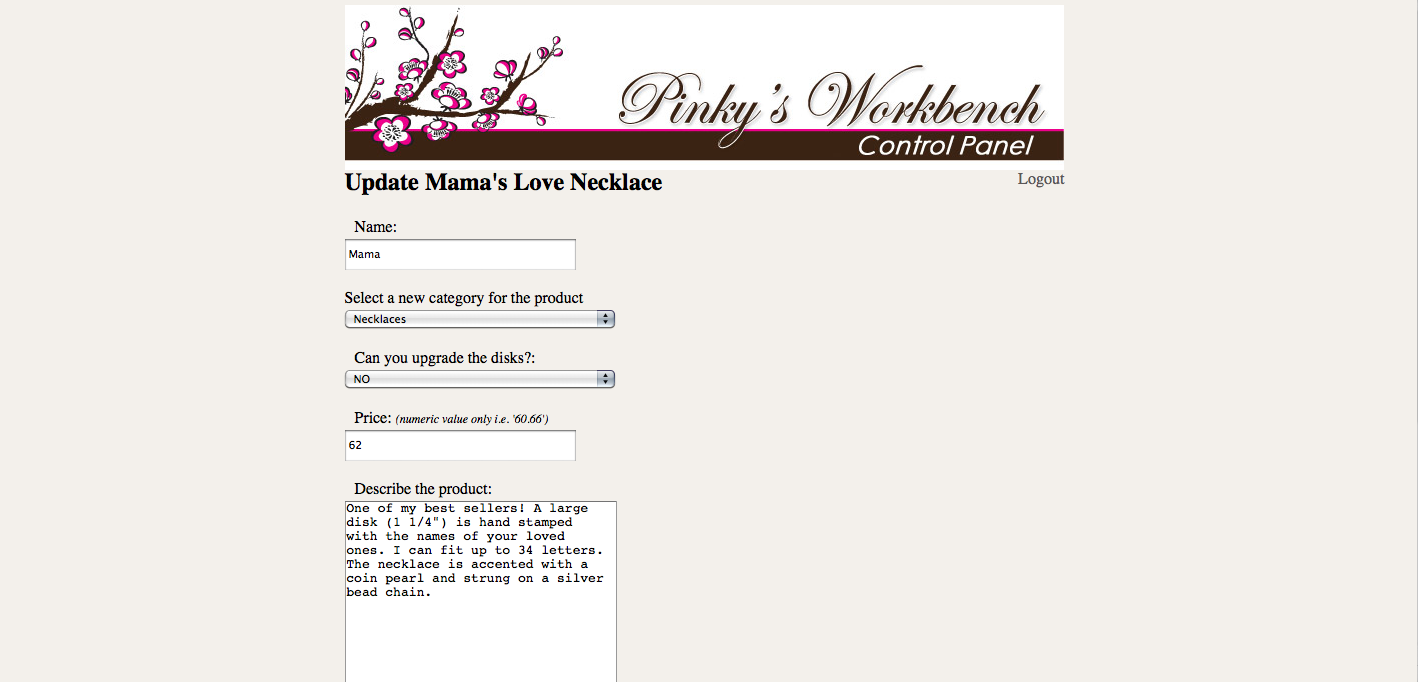 Pinky's Workbench
Control Panel
Update Mama's Love Necklace
Logout
Name:
Mama
Select a new category for the product
Necklaces
Can you upgrade the disks?:
NO
Price: (numeric value only i.e. '60.66')
62
Describe the product:
One of my best sellers! A large
disk (1 1/4") is hand stamped
with the names of your loved
ones. I can fit up to 34 letters.
The necklace is accented with a
coin pearl and strung on a silver
bead chain.